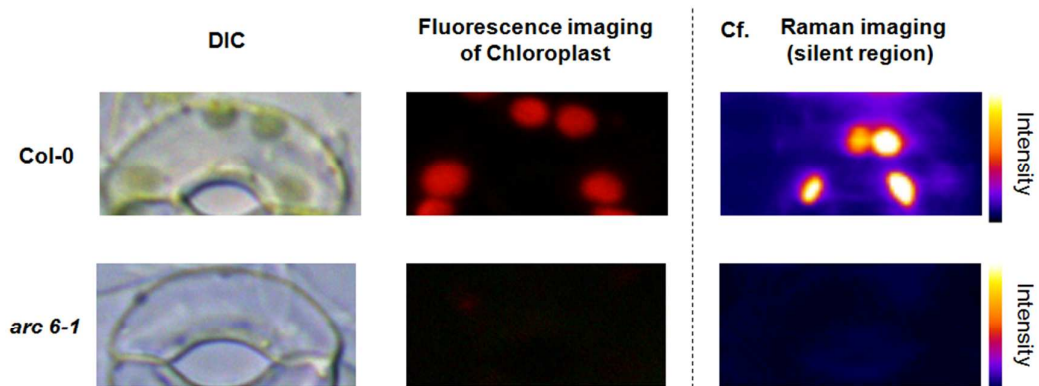 DIC
Fluorescence imaging
of Chloroplast
Cf.
Raman imaging
(silent region)
Col-0
Intensity
arc 6-1
Intensity